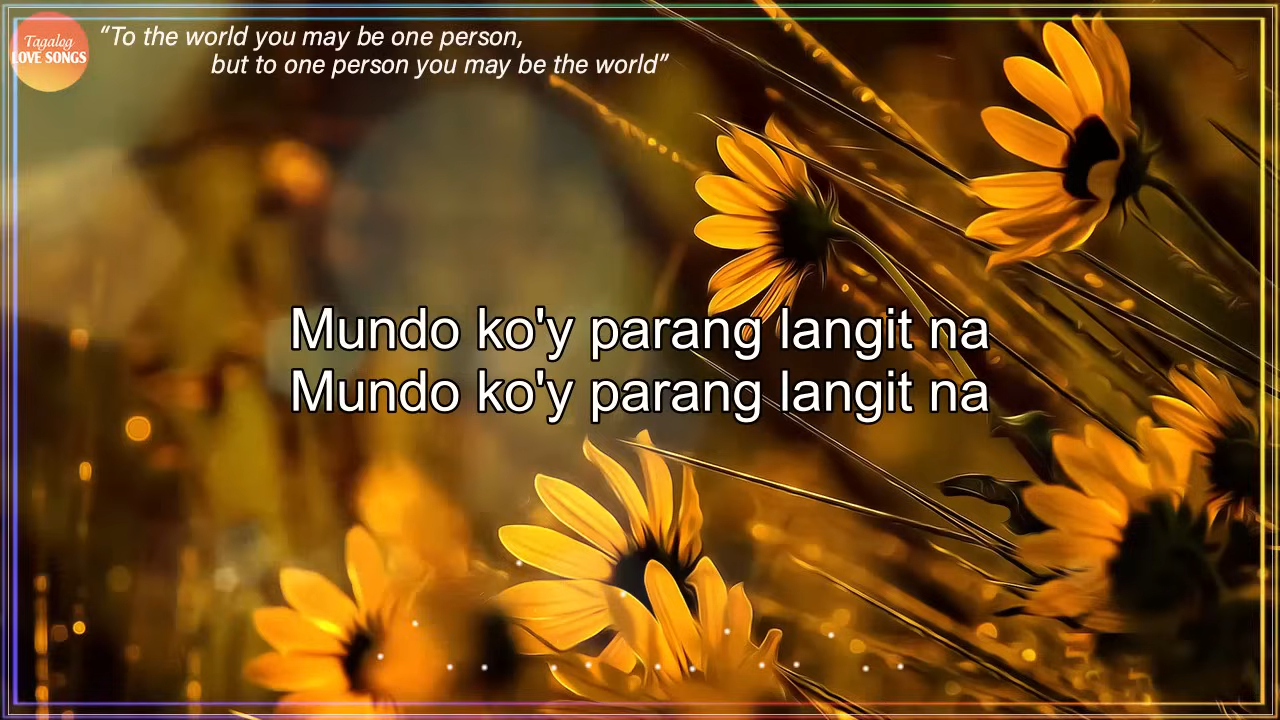 Tagalog
LOVE SONGS
“To the world you may be one person,
but to one person you may be the world”
Mundo ko'y parang langit na
Mundo ko'y parang langit na